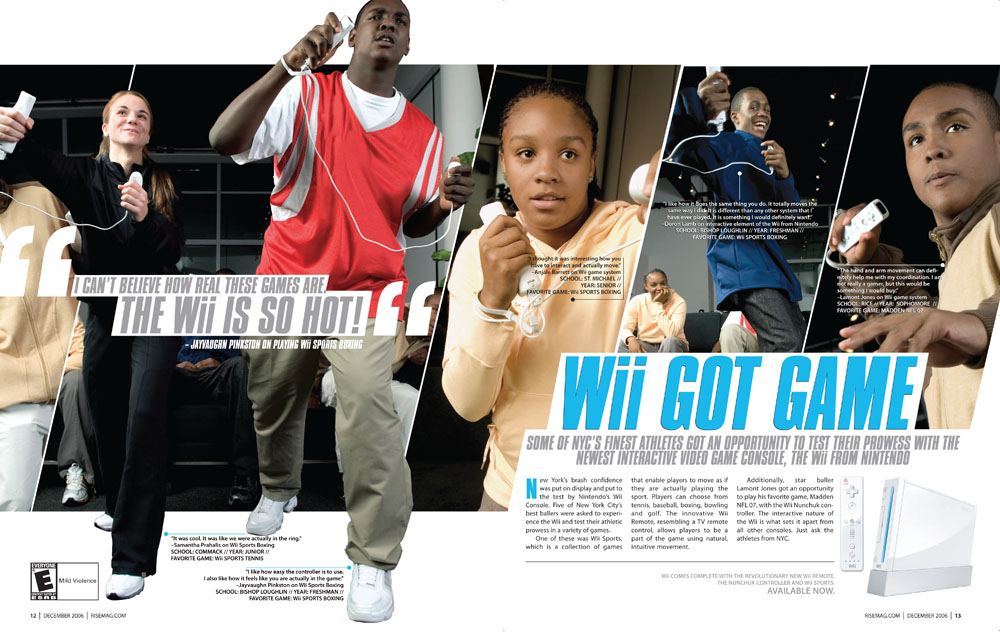 “I CAN'T BELIEVE HOW REAL THESE GAMES ARE.
THE Wii IS SO HOT!”
– JAYVAUGHN PINKSTON ON PLAYING Wii SPORTS BOXING
"It was cool. It was like we were actually in the ring."
–Samantha Prahalis on Wii Sports Boxing
SCHOOL: COMMACK // YEAR: JUNIOR //
FAVORITE GAME: Wii SPORTS TENNIS
"I like how easy the controller is to use.
I also like how it feels like you are actually in the game."
–Jayvaughn Pinkston on Wii Sports Boxing
SCHOOL: BISHOP LOUGHLIN // YEAR: FRESHMAN //
FAVORITE GAME: Wii SPORTS BOXING
EVERYONE
E
Mild Violence
CONTENT RATED BY
ESRB
12 | DECEMBER 2006 | RISEMAG.COM
"I thought it was interesting how you
have to interact and actually move."
–Anjale Barrett on Wii game system
SCHOOL: ST. MICHAEL //
YEAR: SENIOR //
FAVORITE GAME: Wii SPORTS BOXING
"I like how it does the same thing you do. It totally moves the
same way I did. It is different than any other system that I
have ever played. It is something I would definitely want."
-Doron Lamb on interactive element of the Wii from Nintendo
SCHOOL: BISHOP LOUGHLIN // YEAR: FRESHMAN //
FAVORITE GAME: Wii SPORTS BOXING
"The hand and arm movement can defi-
nitely help me with my coordination. I am
not really a gamer, but this would be
something I would buy."
–Lamont Jones on Wii game system
SCHOOL: RICE // YEAR: SOPHOMORE //
FAVORITE GAME: MADDEN NFL 07
Wii GOT GAME
SOME OF NYC'S FINEST ATHLETES GOT AN OPPORTUNITY TO TEST THEIR PROWESS WITH THE
NEWEST INTERACTIVE VIDEO GAME CONSOLE, THE Wii FROM NINTENDO
New York's brash confidence
was put on display and put to
the test by Nintendo's Wii
Console. Five of New York City's
best ballers were asked to experi-
ence the Wii and test their athletic
prowess in a variety of games.
One of these was Wii Sports,
which is a collection of games
that enable players to move as if
they are actually playing the
sport. Players can choose from
tennis, baseball, boxing, bowling
and golf. The innovative Wii
Remote, resembling a TV remote
control, allows players to be a
part of the game using natural,
intuitive movement.
Additionally, star baller
Lamont Jones got an opportunity
to play his favorite game, Madden
NFL 07, with the Wii Nunchuk con-
troller. The interactive nature of
the Wii is what sets it apart from
all other consoles. Just ask the
athletes from NYC.
Wii COMES COMPLETE WITH THE REVOLUTIONARY NEW Wii REMOTE,
THE NUNCHUK CONTROLLER AND Wii SPORTS.
AVAILABLE NOW.
RISEMAG.COM | DECEMBER 2006 | 13